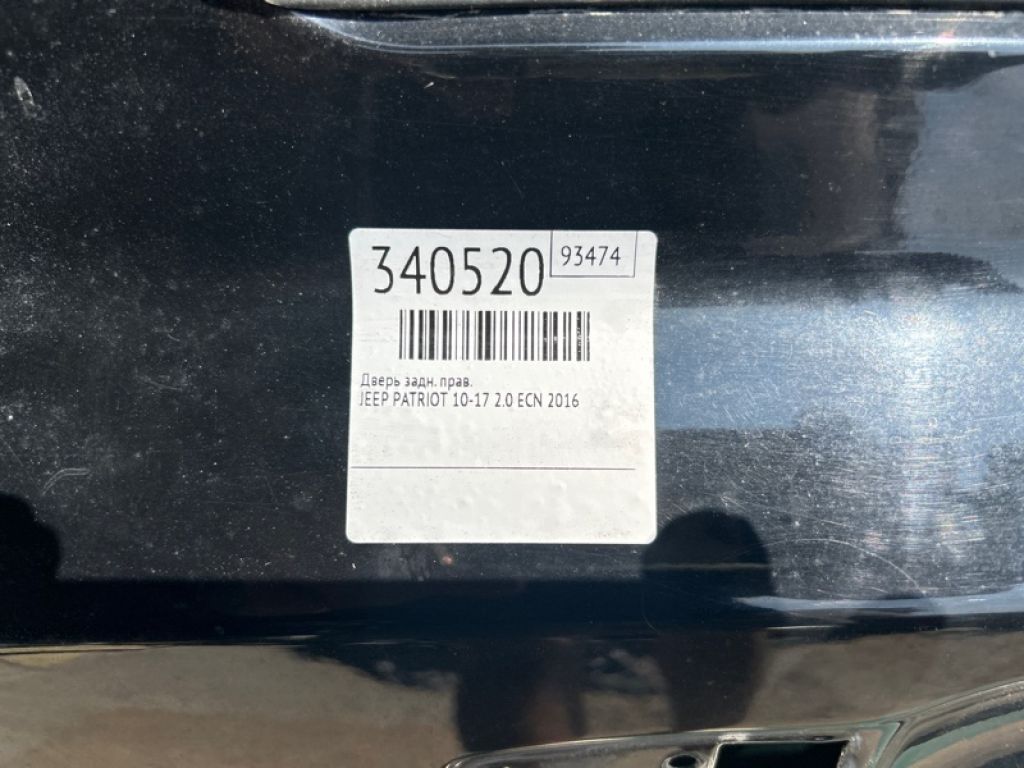 340520
93474
Дверь задн. прав.
JEEP PATRIOT 10-17 2.0 ECN 2016